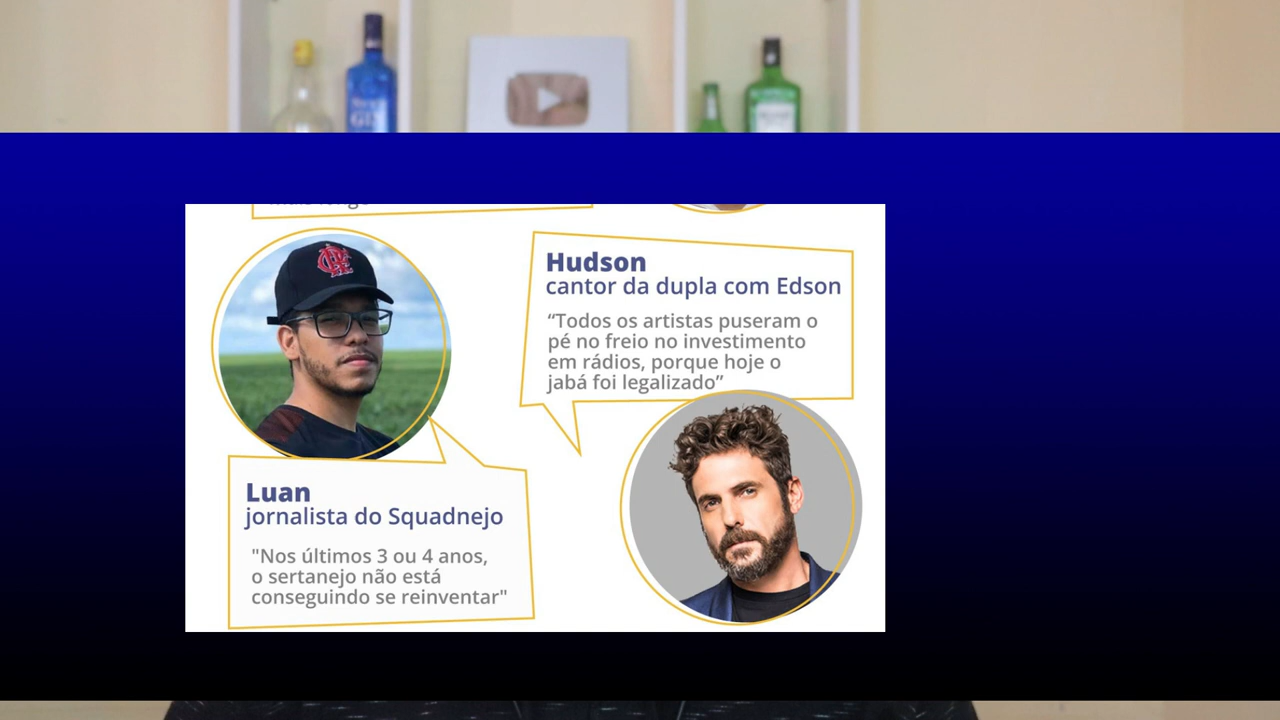 Hudson
cantor da dupla com Edson
“Todos os artistas puseram o
pé no freio no investimento
em rádios, porque hoje o
jabá foi legalizado”
Luan
jornalista do Squadnejo
"Nos últimos 3 ou 4 anos,
o sertanejo não está
conseguindo se reinventar"